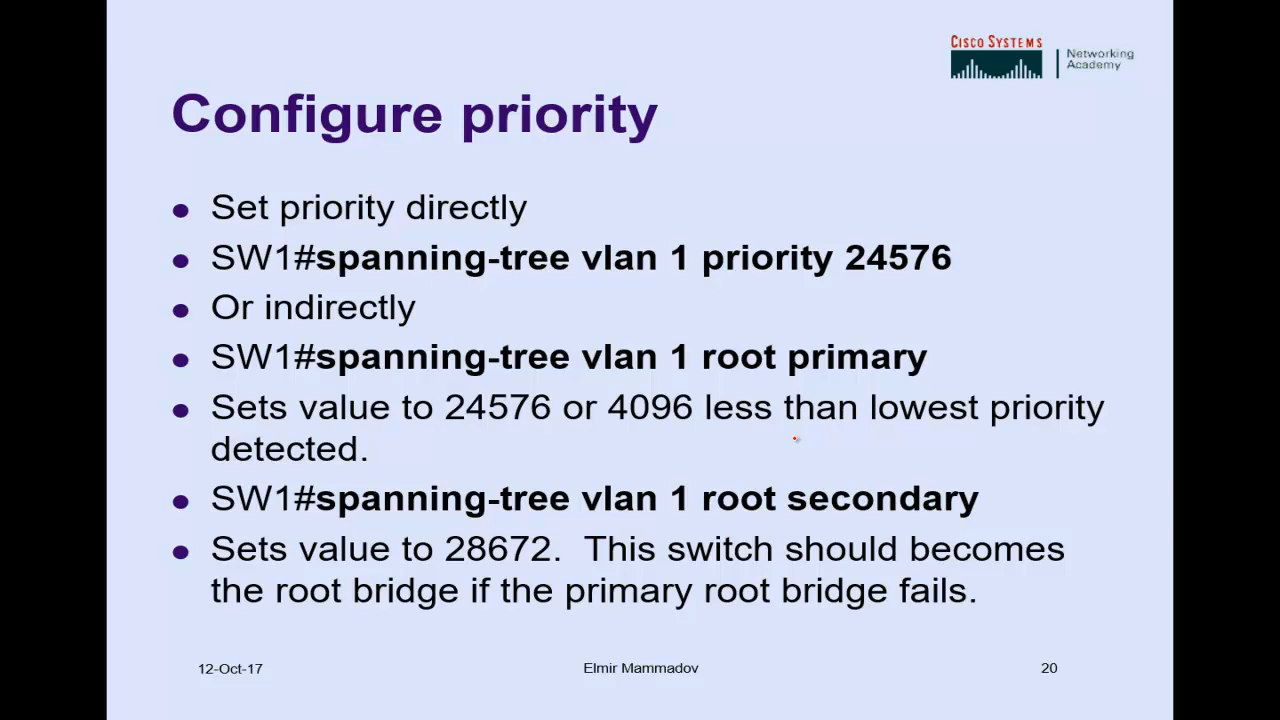 CISCO SYSTEMS
Networking
Academy
Configure priority
Set priority directly
SW1#spanning-tree vlan 1 priority 24576
Or indirectly
SW1#spanning-tree vlan 1 root primary
Sets value to 24576 or 4096 less than lowest priority
detected.
SW1#spanning-tree vlan 1 root secondary
Sets value to 28672.  This switch should becomes
the root bridge if the primary root bridge fails.
12-Oct-17
Elmir Mammadov
20